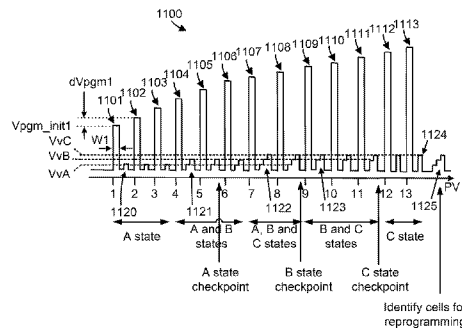 1100
1113
1112
1111
1110
1109
1108
1107
1106
1105
1104
1103
1102
1101
dVpgm1
Vpgm_init1
VvC
W1
VvB
VvA
1124
PV
1 2 3 4 5 6 7 8 9 10 11 12 13
1120
1121
1122
1123
1125
A state
A and B
states
A, B and
C states
B and C
states
C state
A state
checkpoint
B state
checkpoint
C state
checkpoint
Identify cells fo
reprogramming